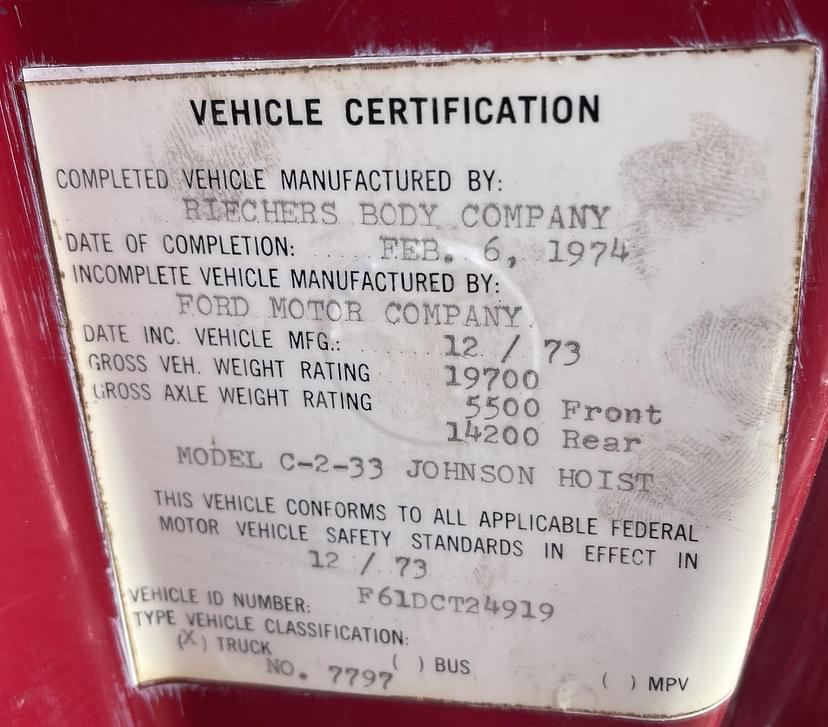 VEHICLE CERTIFICATION
COMPLETED VEHICLE MANUFACTURED BY:
RIECHERS BODY COMPANY
DATE OF COMPLETION: FEB. 6, 1974
INCOMPLETE VEHICLE MANUFACTURED BY:
FORD MOTOR COMPANY
DATE INC. VEHICLE MFG.: 12 / 73
GROSS VEH. WEIGHT RATING 19700
GROSS AXLE WEIGHT RATING 5500 Front
14200 Rear
MODEL C-2-33 JOHNSON HOIST
THIS VEHICLE CONFORMS TO ALL APPLICABLE FEDERAL
MOTOR VEHICLE SAFETY STANDARDS IN EFFECT IN
12 / 73
VEHICLE ID NUMBER: F61DCT24919
TYPE VEHICLE CLASSIFICATION:
(X) TRUCK ( ) BUS ( ) MPV
NO. 7797